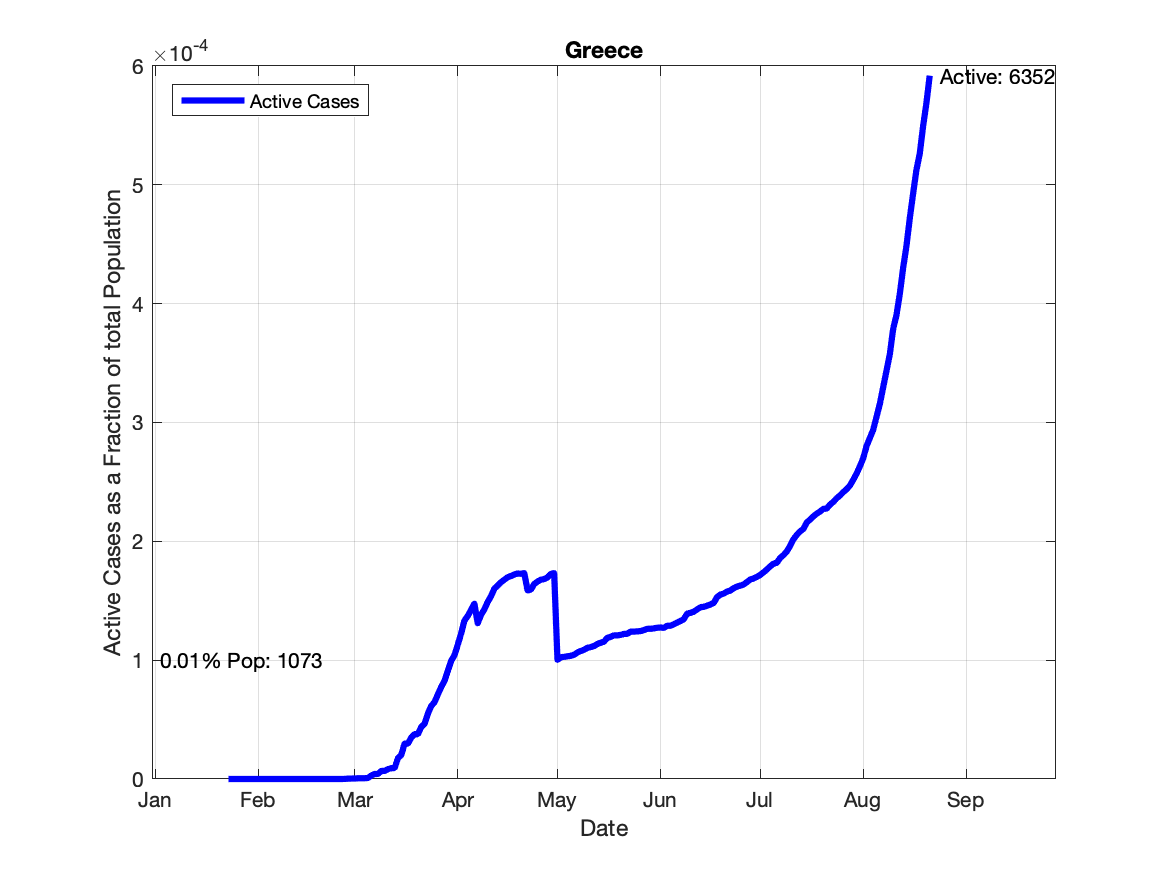 Greece
×10-4
6
5
4
3
2
1
0
Active Cases
Active: 6352
0.01% Pop: 1073
Active Cases as a Fraction of total Population
Jan Feb Mar Apr May Jun Jul Aug Sep
Date